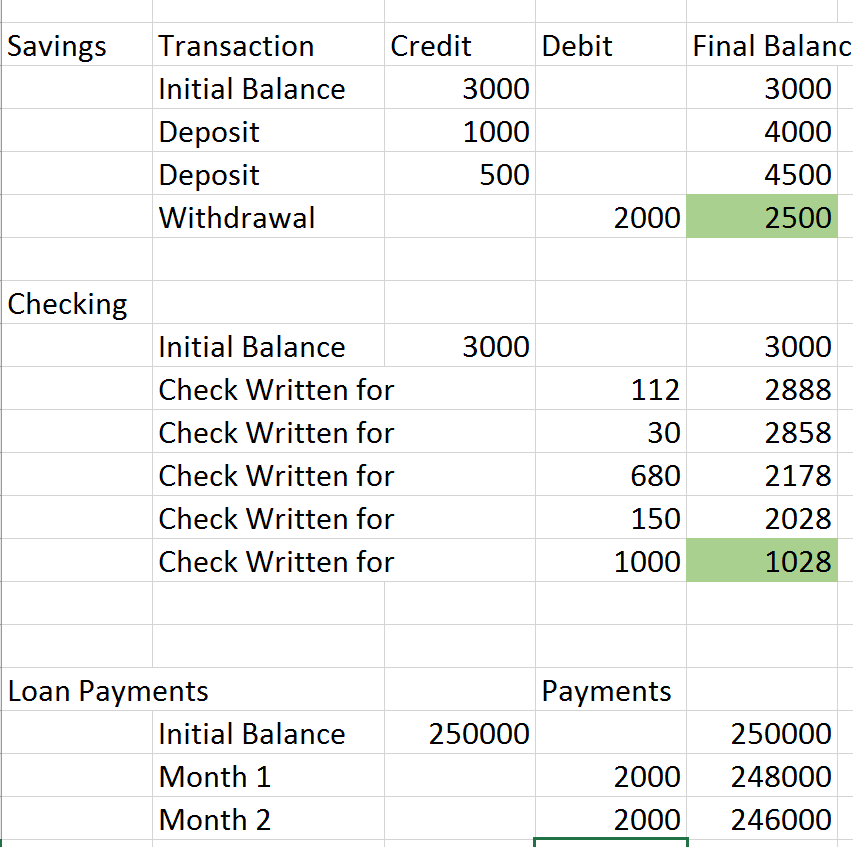 Savings Transaction Credit Debit Final Balanc
Initial Balance 3000 3000
Deposit 1000 4000
Deposit 500 4500
Withdrawal 2000 2500
Checking
Initial Balance 3000 3000
Check Written for 112 2888
Check Written for 30 2858
Check Written for 680 2178
Check Written for 150 2028
Check Written for 1000 1028
Loan Payments Payments
Initial Balance 250000 250000
Month 1 2000 248000
Month 2 2000 246000